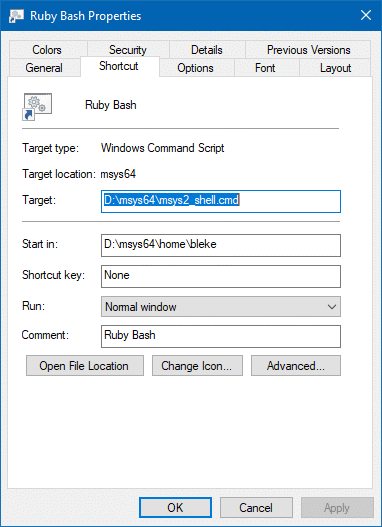 Ruby Bash Properties
Colors Security Details Previous Versions
General Shortcut Options Font Layout
Ruby Bash
Target type: Windows Command Script
Target location: msys64
Target: D:\msys64\msys2_shell.cmd
Start in: D:\msys64\home\bleke
Shortcut key: None
Run: Normal window
Comment: Ruby Bash
Open File Location Change Icon... Advanced...
OK Cancel Apply